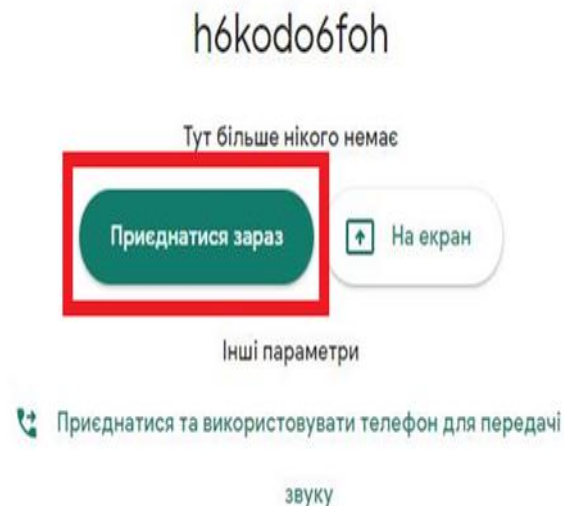 h6kodo6foh
Тут більше нікого немає
Приєднатися зараз
На екран
Інші параметри
Приєднатися та використовувати телефон для передачі
звуку